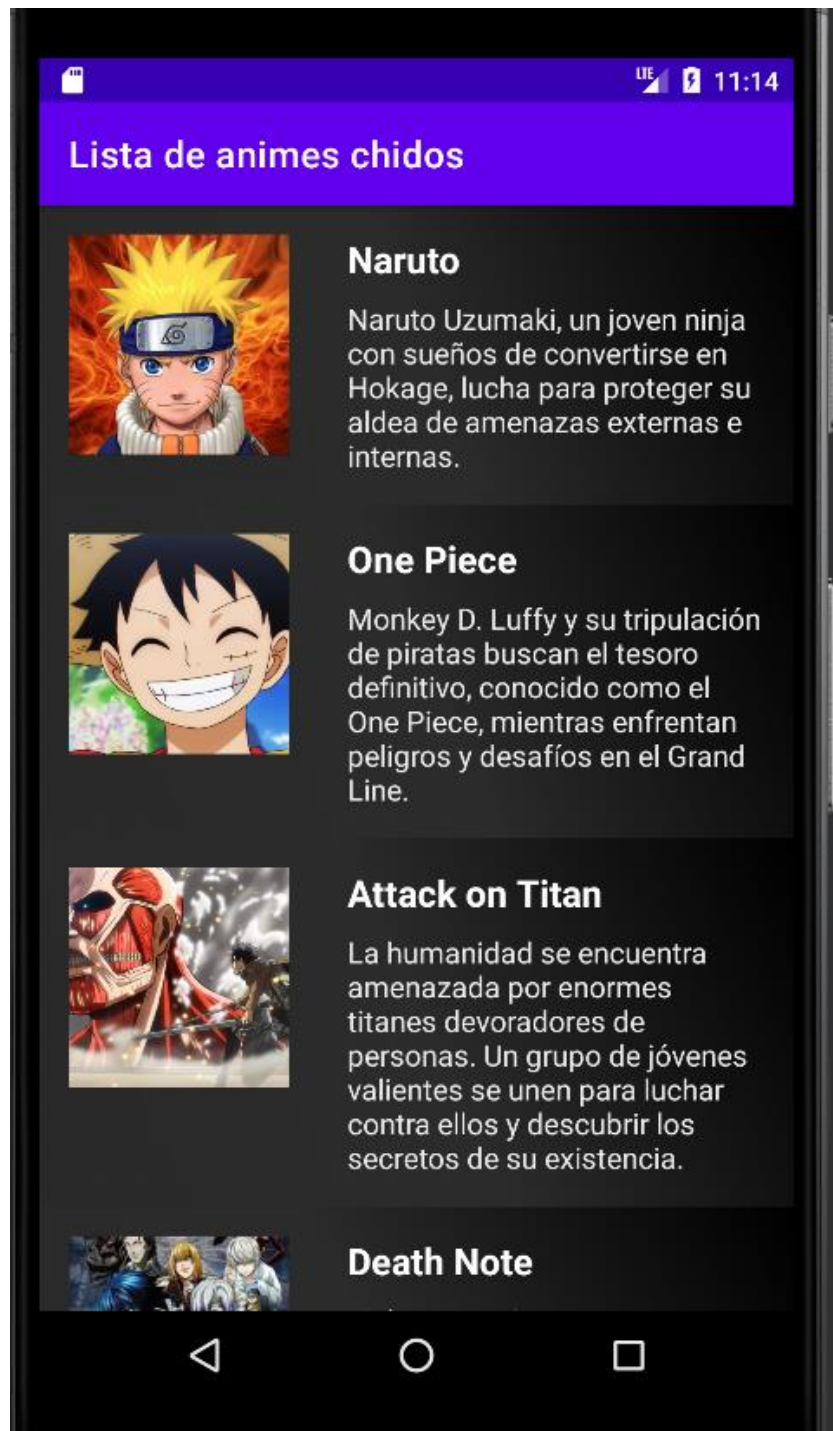 LTE 11:14
Lista de animes chidos
Naruto
Naruto Uzumaki, un joven ninja
con sueños de convertirse en
Hokage, lucha para proteger su
aldea de amenazas externas e
internas.
One Piece
Monkey D. Luffy y su tripulación
de piratas buscan el tesoro
definitivo, conocido como el
One Piece, mientras enfrentan
peligros y desafíos en el Grand
Line.
Attack on Titan
La humanidad se encuentra
amenazada por enormes
titanes devoradores de
personas. Un grupo de jóvenes
valientes se unen para luchar
contra ellos y descubrir los
secretos de su existencia.
Death Note